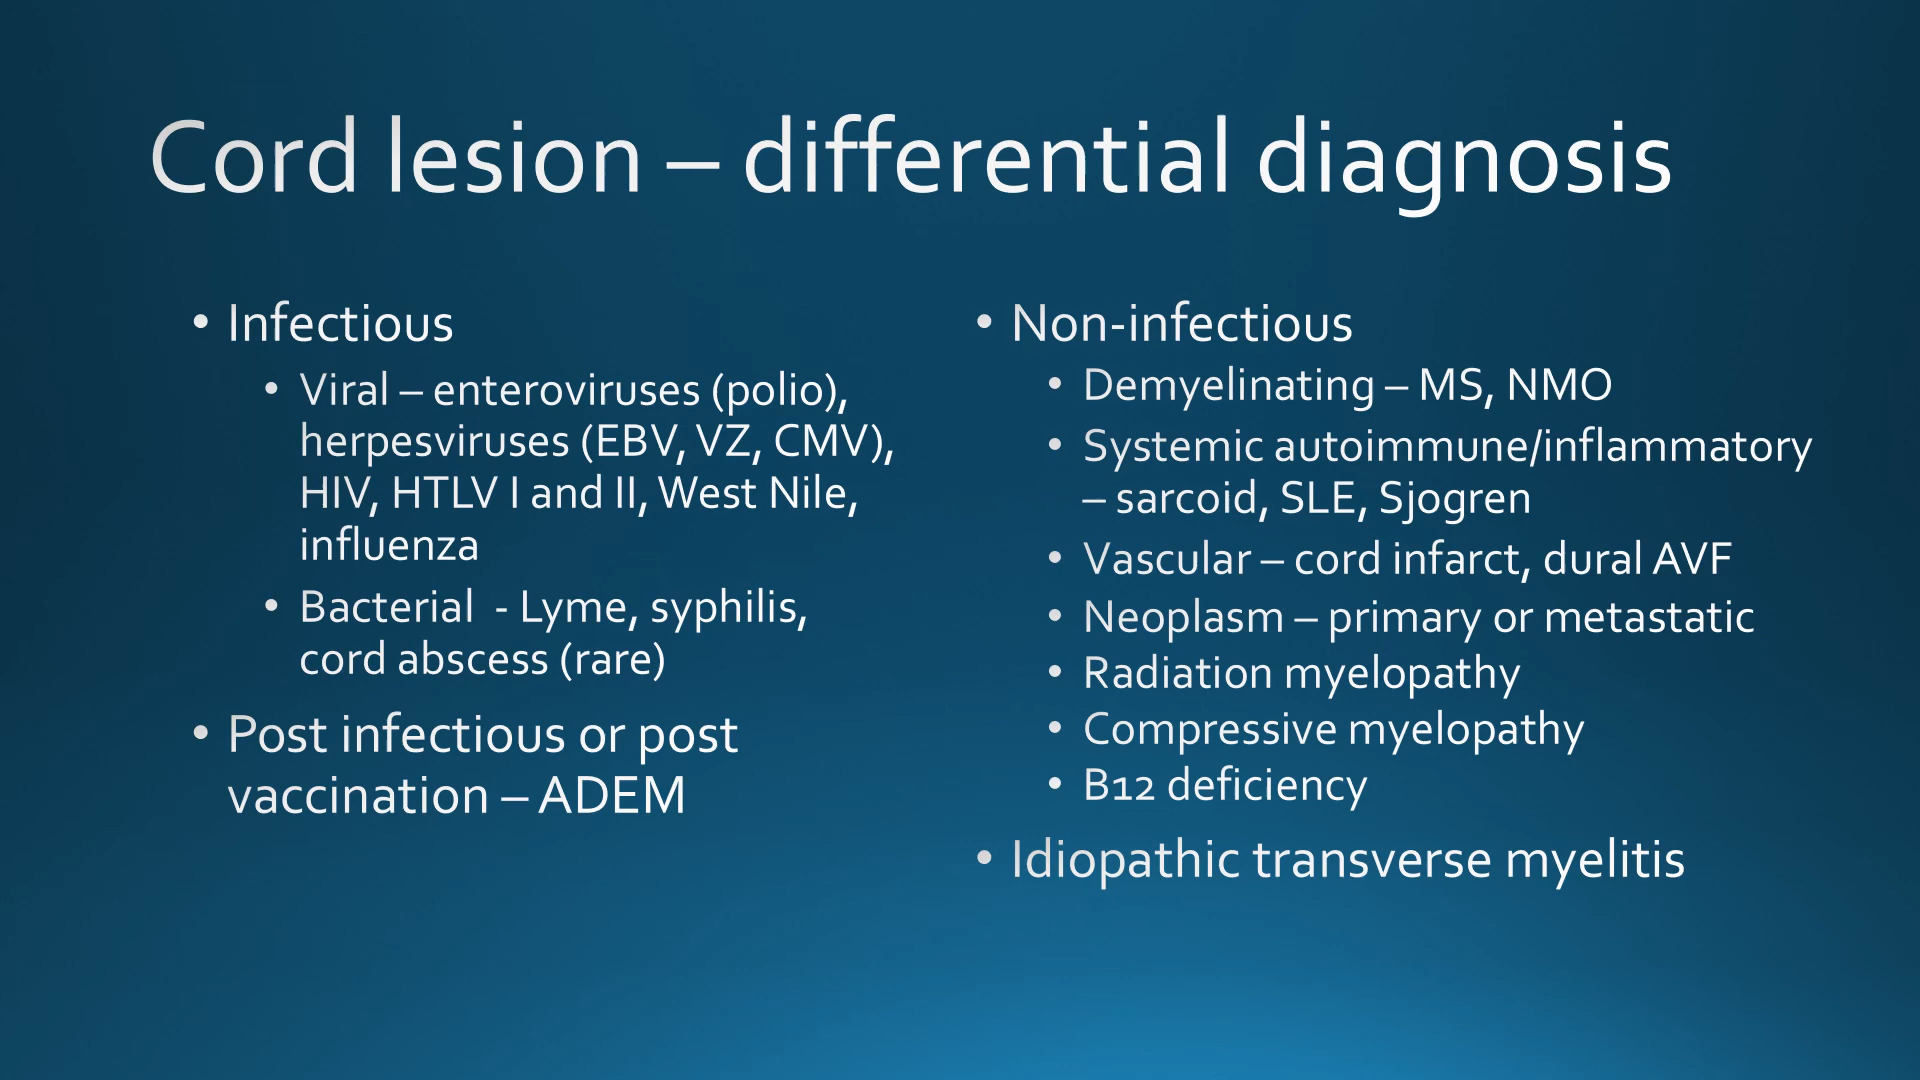 Cord lesion – differential diagnosis
• Infectious
• Viral – enteroviruses (polio),
herpesviruses (EBV, VZ, CMV),
HIV, HTLV I and II, West Nile,
influenza
• Bacterial  - Lyme, syphilis,
cord abscess (rare)
• Post infectious or post
vaccination – ADEM
• Non-infectious
• Demyelinating – MS, NMO
• Systemic autoimmune/inflammatory
– sarcoid, SLE, Sjogren
• Vascular – cord infarct, dural AVF
• Neoplasm – primary or metastatic
• Radiation myelopathy
• Compressive myelopathy
• B12 deficiency
• Idiopathic transverse myelitis